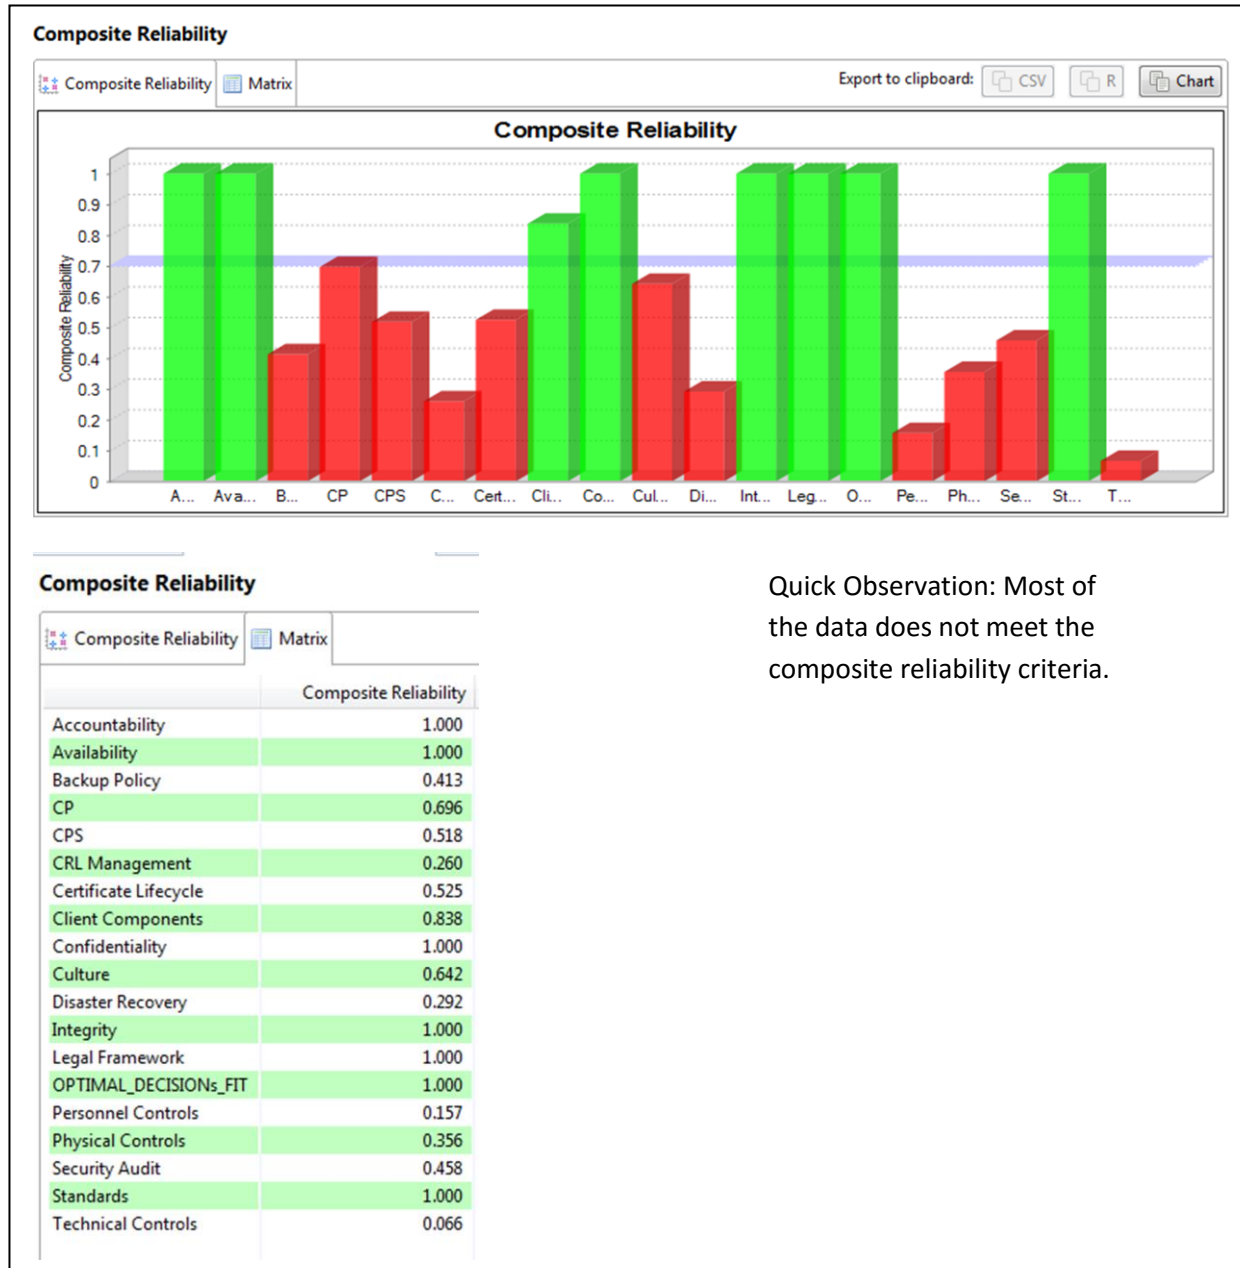 Composite Reliability
Composite Reliability Matrix
Export to clipboard: CSV R Chart
Composite Reliability
Composite Reliability
1
0.9
0.8
0.7
0.6
0.5
0.4
0.3
0.2
0.1
0
A... Ava... B... CP CPS C... Cert... Cli... Co... Cul... Di... Int... Leg... O... Pe... Ph... Se... St... T...
Composite Reliability
Composite Reliability Matrix
Composite Reliability
Accountability 1.000
Availability 1.000
Backup Policy 0.413
CP 0.696
CPS 0.518
CRL Management 0.260
Certificate Lifecycle 0.525
Client Components 0.838
Confidentiality 1.000
Culture 0.642
Disaster Recovery 0.292
Integrity 1.000
Legal Framework 1.000
OPTIMAL_DECISIONs_FIT 1.000
Personnel Controls 0.157
Physical Controls 0.356
Security Audit 0.458
Standards 1.000
Technical Controls 0.066
Quick Observation: Most of
the data does not meet the
composite reliability criteria.